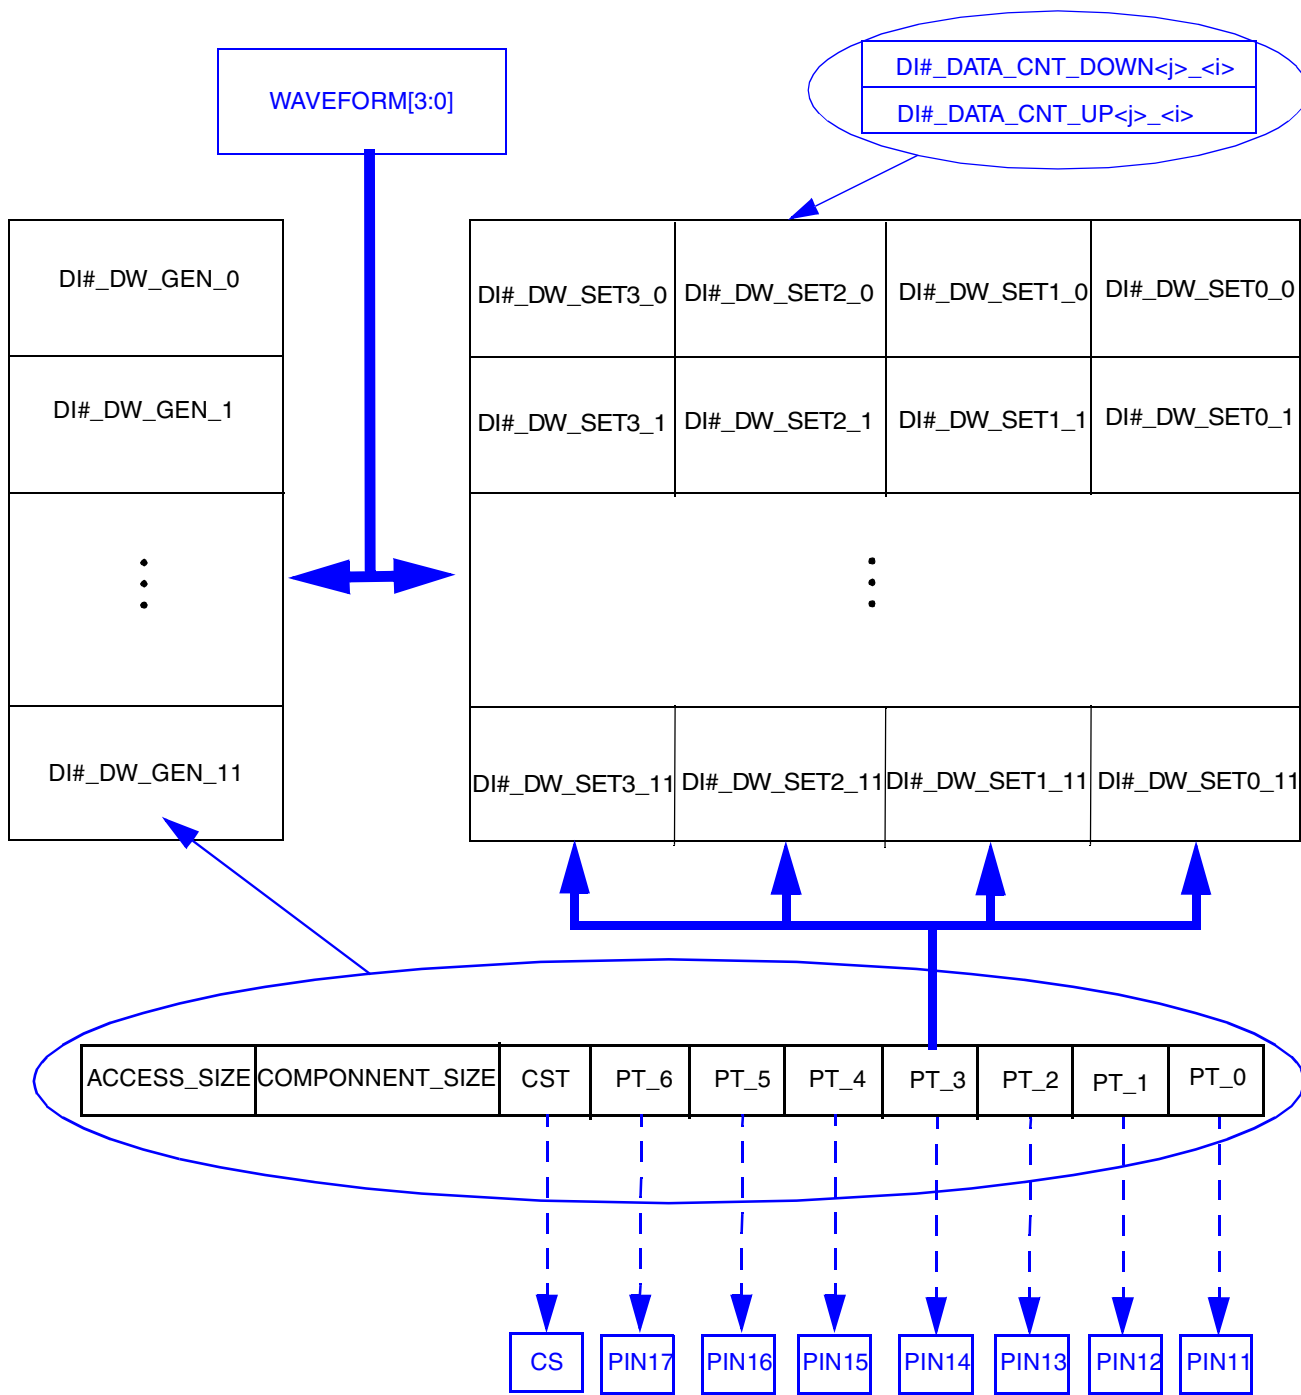 WAVEFORM[3:0]
DI#_DATA_CNT_DOWN<j>_<i>
DI#_DATA_CNT_UP<j>_<i>
DI#_DW_GEN_0
DI#_DW_SET3_0
DI#_DW_SET2_0
DI#_DW_SET1_0
DI#_DW_SET0_0
DI#_DW_GEN_1
DI#_DW_SET3_1
DI#_DW_SET2_1
DI#_DW_SET1_1
DI#_DW_SET0_1
DI#_DW_GEN_11
DI#_DW_SET3_11
DI#_DW_SET2_11
DI#_DW_SET1_11
DI#_DW_SET0_11
ACCESS_SIZE
COMPONNENT_SIZE
CST
PT_6
PT_5
PT_4
PT_3
PT_2
PT_1
PT_0
CS
PIN17
PIN16
PIN15
PIN14
PIN13
PIN12
PIN11